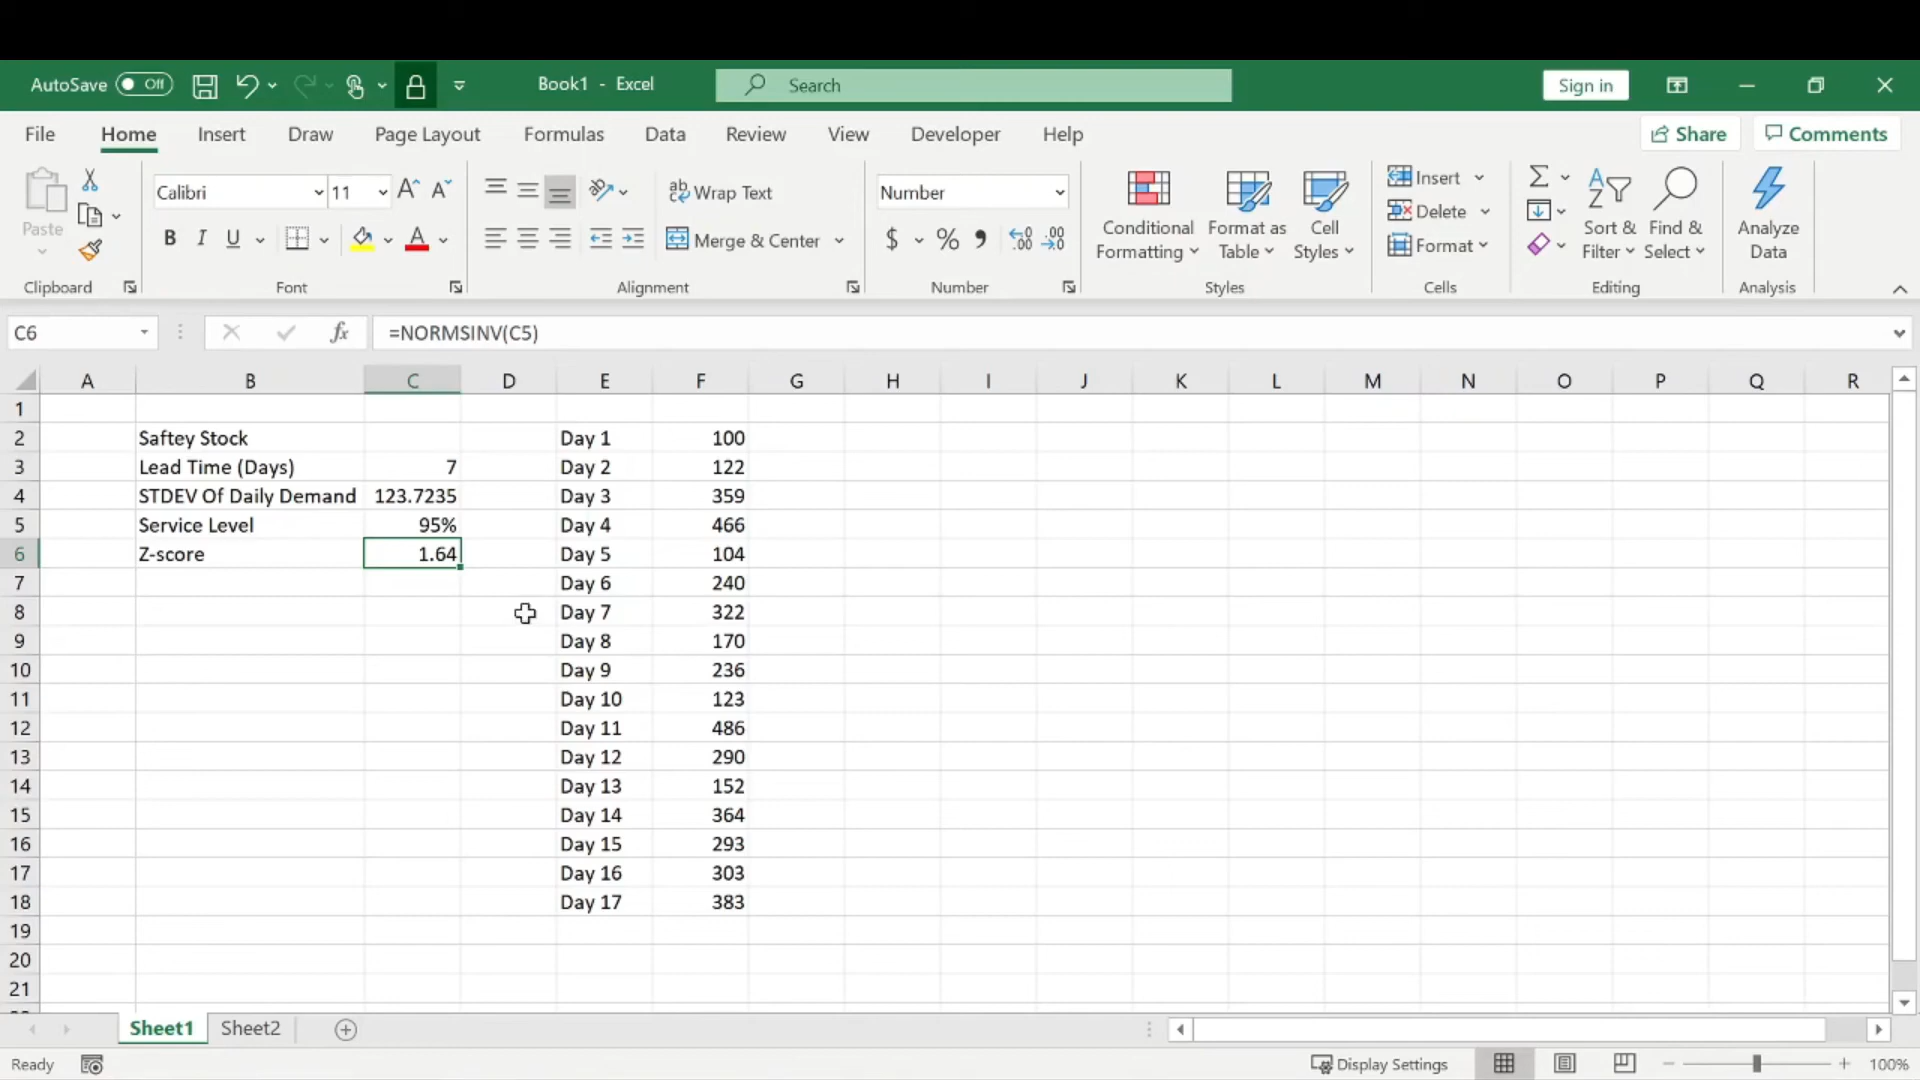 AutoSave Off Book1 - Excel Search Sign in
File Home Insert Draw Page Layout Formulas Data Review View Developer Help Share Comments
Paste Calibri 11 A A Wrap Text Number Conditional Formatting Format as Table Cell Styles Insert Σ Sort & Filter Find & Select Analyze Data
B I U A Merge & Center $ % Delete
Format
Clipboard Font Alignment Number Styles Cells Editing Analysis
C6 fx =NORMSINV(C5)
A B C D E F G H I J K L M N O P Q R
1
2 Saftey Stock Day 1 100
3 Lead Time (Days) 7 Day 2 122
4 STDEV Of Daily Demand 123.7235 Day 3 359
5 Service Level 95% Day 4 466
6 Z-score 1.64 Day 5 104
7 Day 6 240
8 Day 7 322
9 Day 8 170
10 Day 9 236
11 Day 10 123
12 Day 11 486
13 Day 12 290
14 Day 13 152
15 Day 14 364
16 Day 15 293
17 Day 16 303
18 Day 17 383
19
20
21
Sheet1 Sheet2
Ready Display Settings 100%